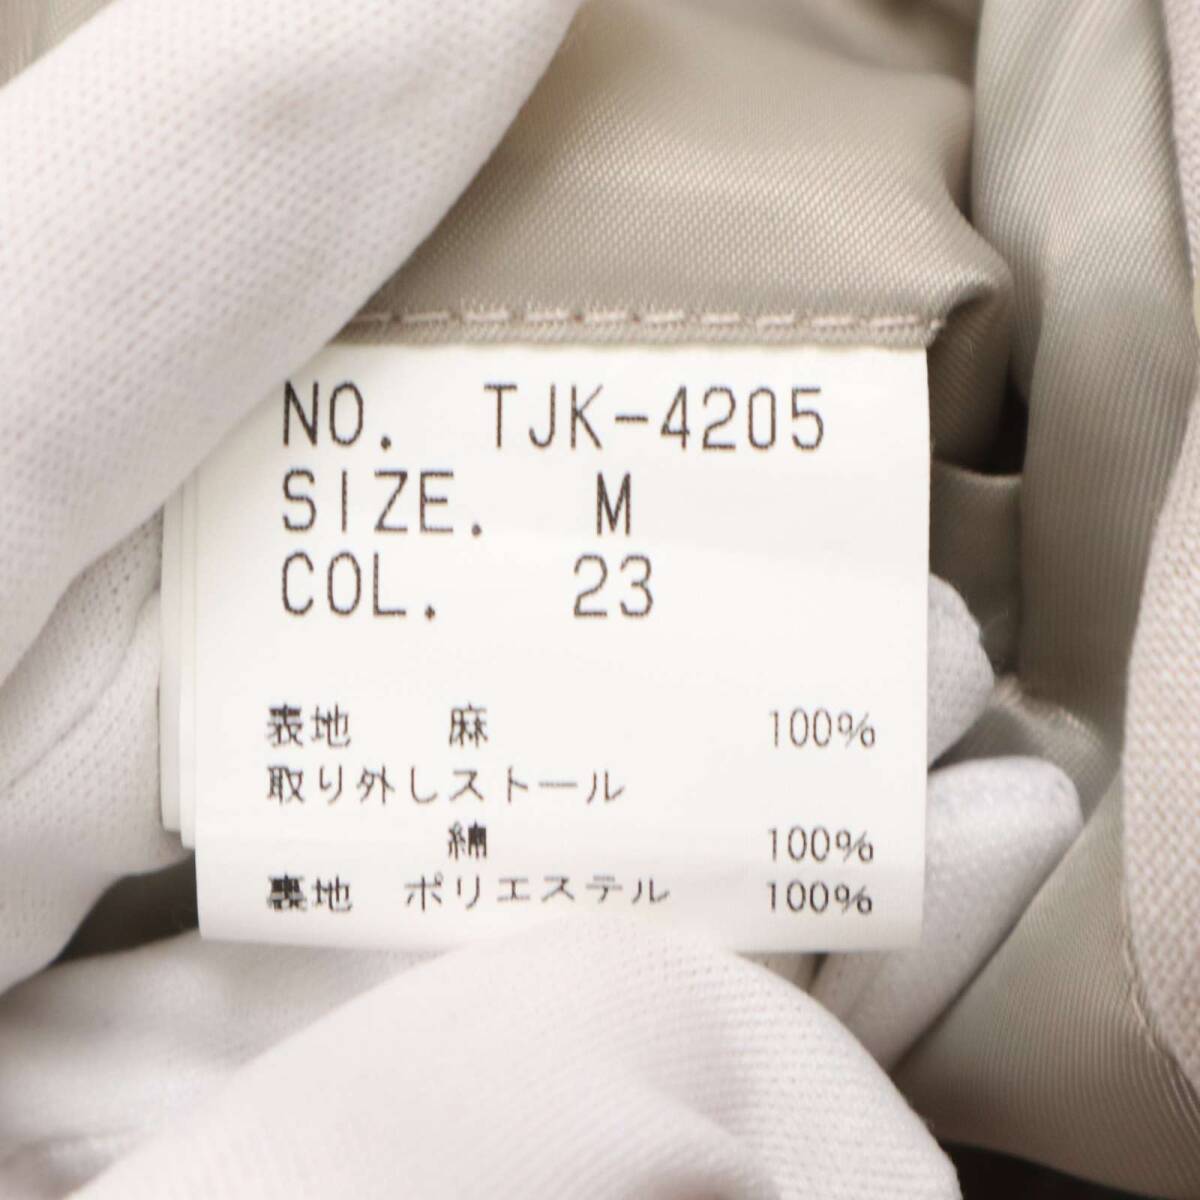 NO. TJK-4205
SIZE. M
COL. 23
表地 麻 100%
取り外しストール
綿 100%
裏地 ポリエステル 100%